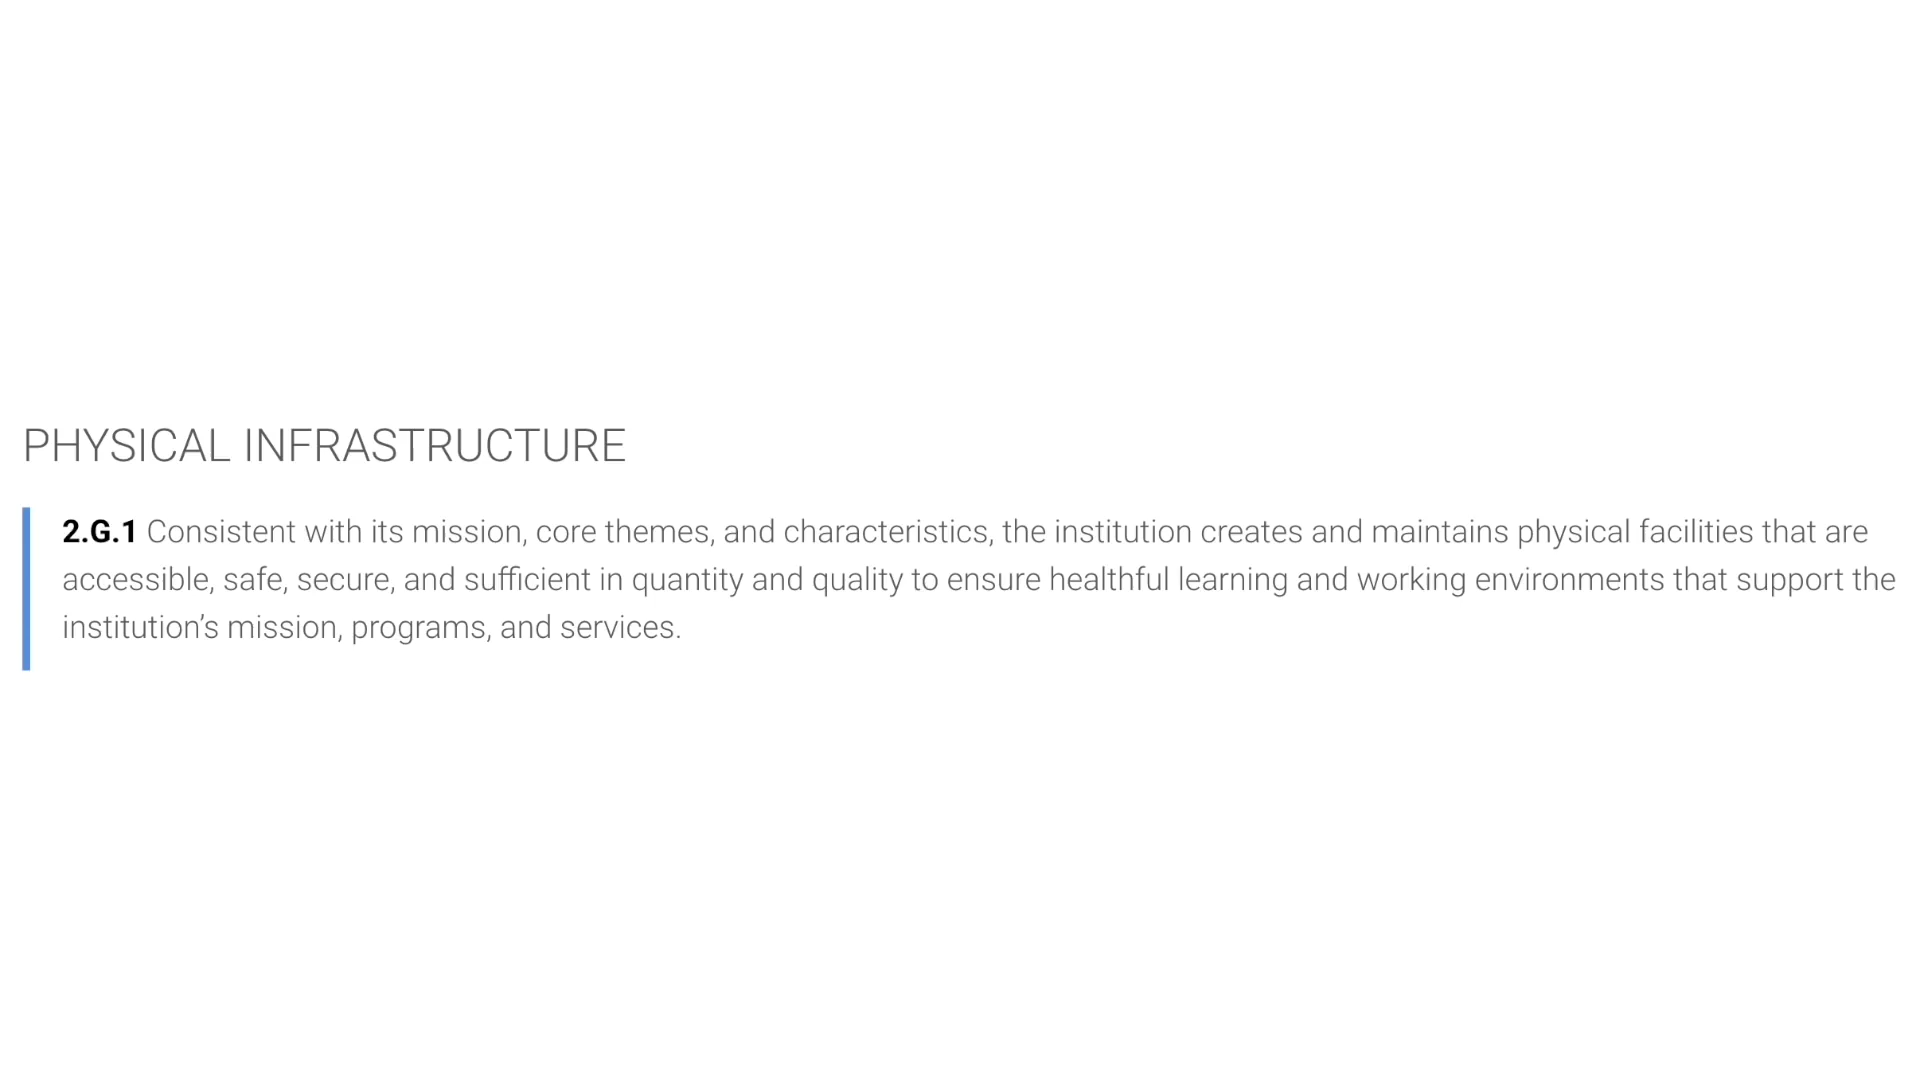 PHYSICAL INFRASTRUCTURE
2.G.1 Consistent with its mission, core themes, and characteristics, the institution creates and maintains physical facilities that are
accessible, safe, secure, and sufficient in quantity and quality to ensure healthful learning and working environments that support the
institution’s mission, programs, and services.